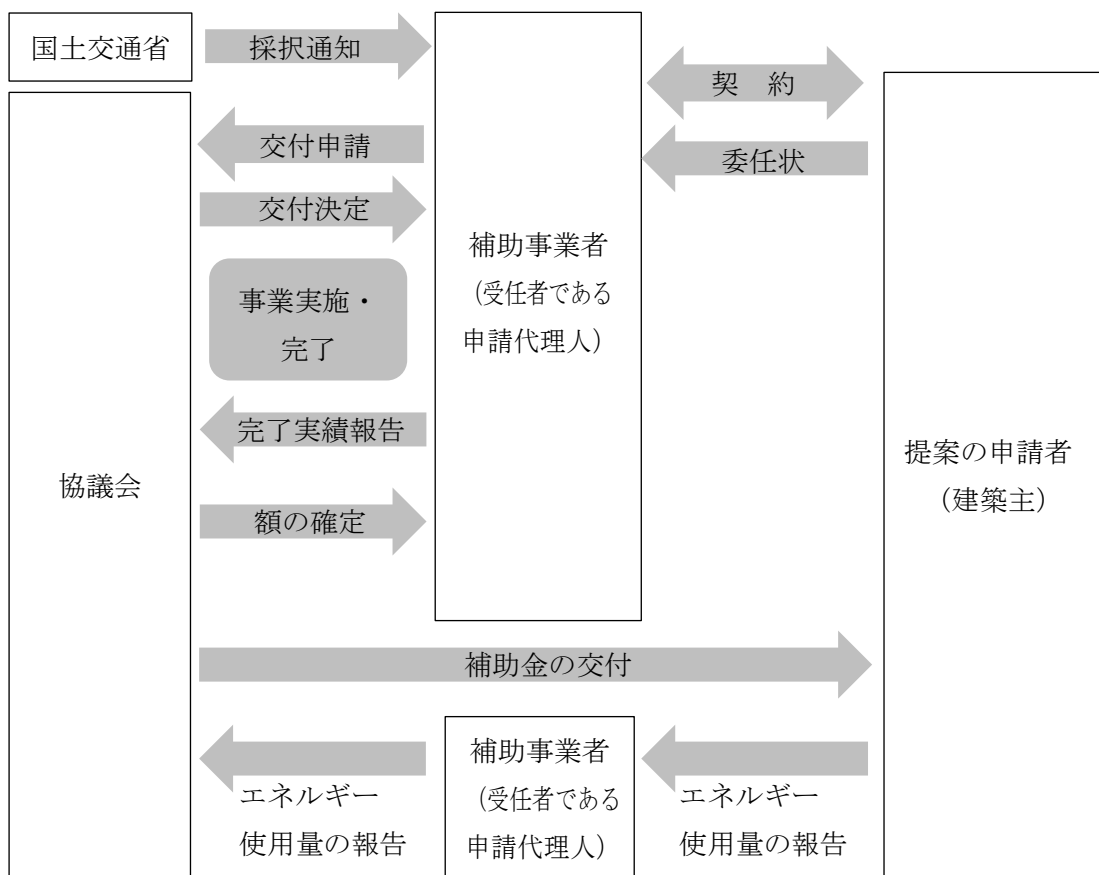 国土交通省
採択通知
契　約
交付申請
委任状
交付決定
補助事業者
（受任者である
申請代理人）
事業実施・
完了
完了実績報告
協議会
提案の申請者
（建築主）
額の確定
補助金の交付
補助事業者
（受任者である
申請代理人）
エネルギー
使用量の報告
エネルギー
使用量の報告